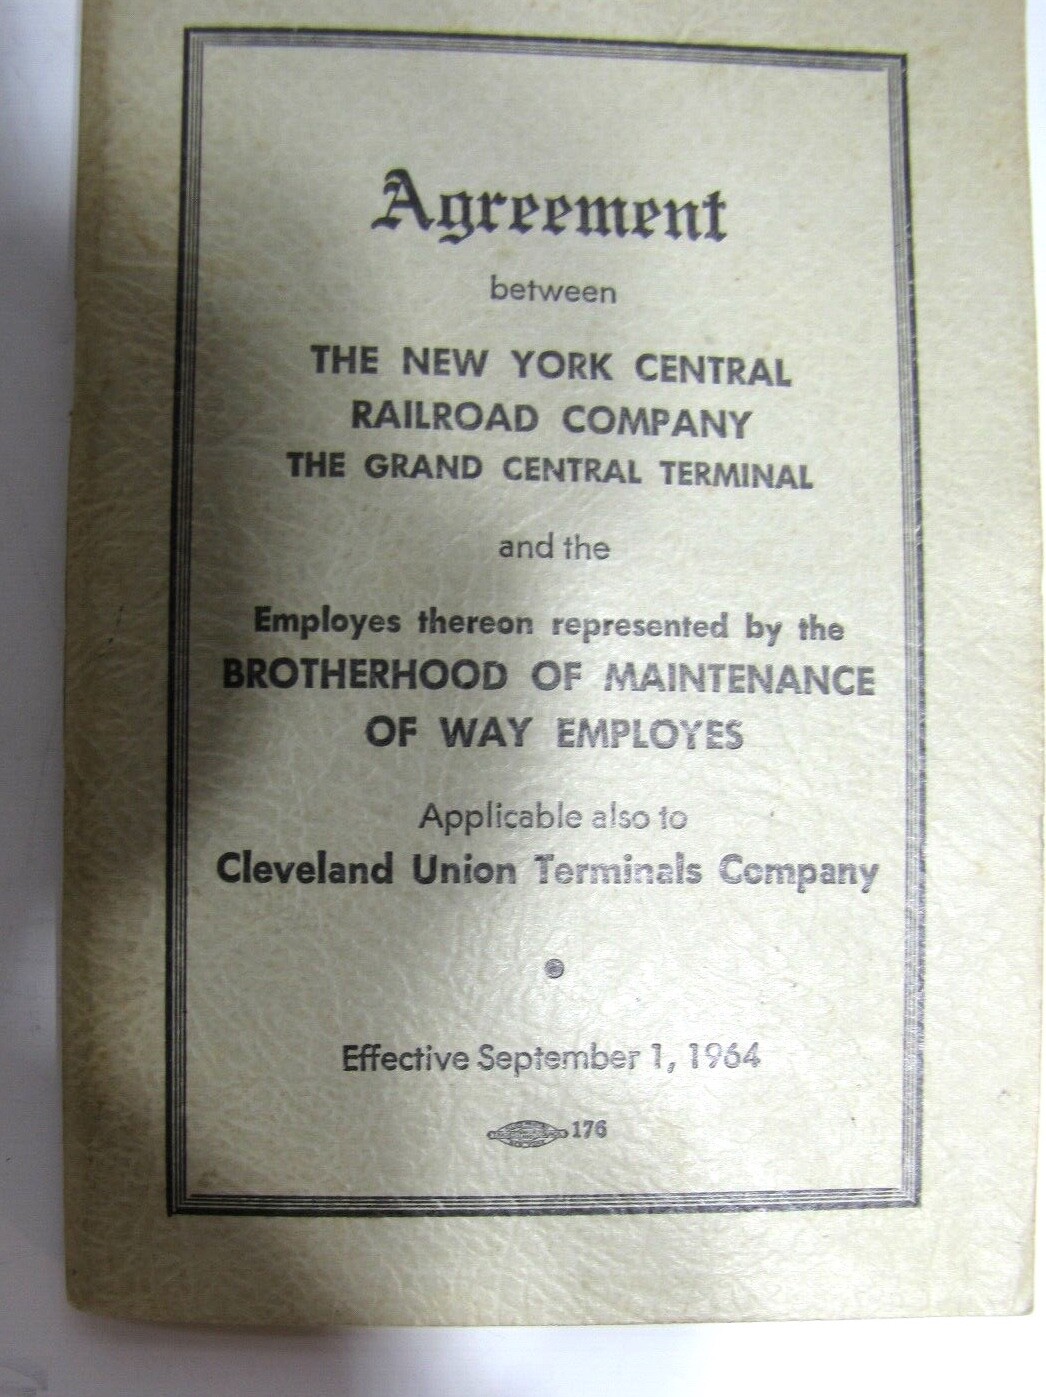 Agreement
between
THE NEW YORK CENTRAL
RAILROAD COMPANY
THE GRAND CENTRAL TERMINAL
and the
Employes thereon represented by the
BROTHERHOOD OF MAINTENANCE
OF WAY EMPLOYES
Applicable also to
Cleveland Union Terminals Company
Effective September 1, 1964
176